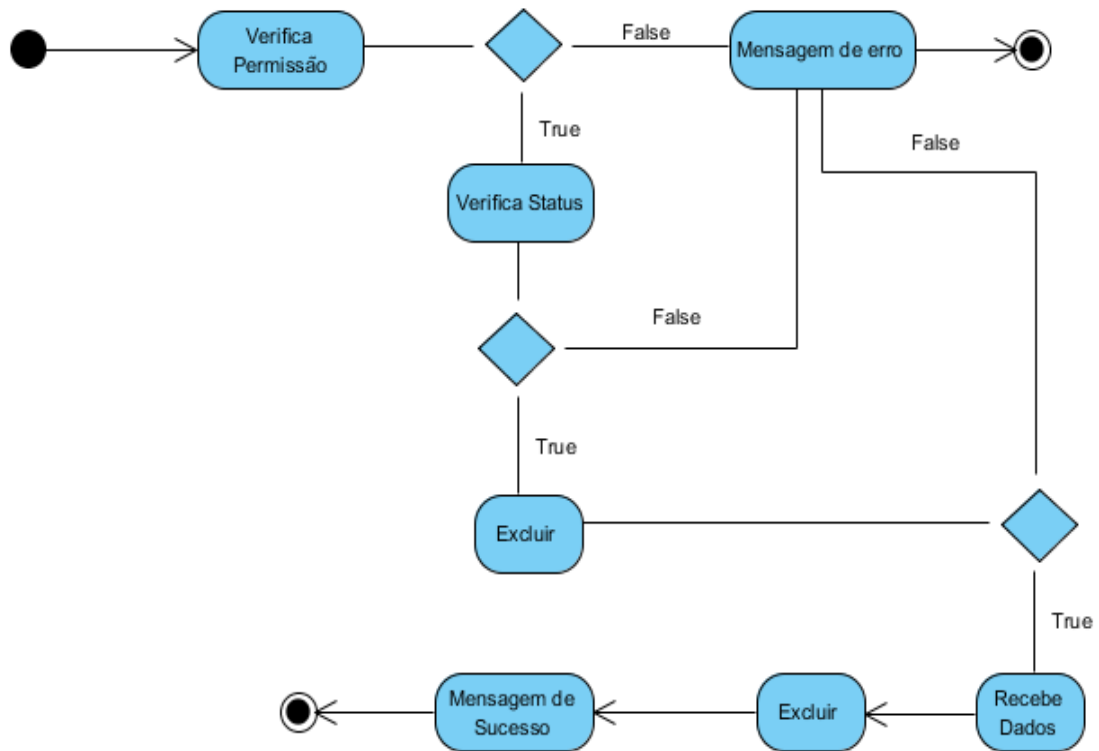 Verifica
Permissão
False
Mensagem de erro
True
False
Verifica Status
False
True
Excluir
True
Mensagem de
Sucesso
Excluir
Recebe
Dados